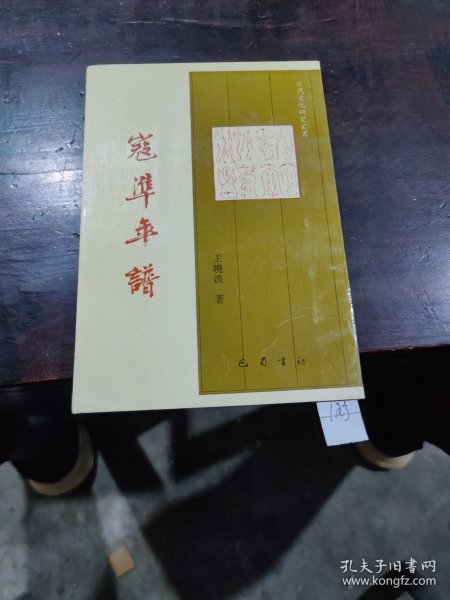 宋代文化研究叢書
寇準年譜
王曉波 著
巴蜀書社
孔夫子旧书网
www.kongfz.com